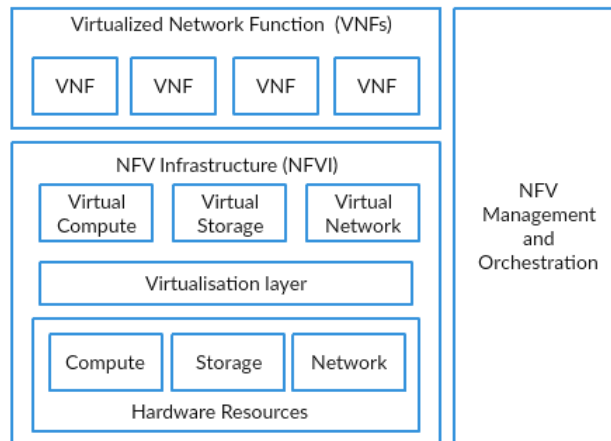 Virtualized Network Function (VNFs)
VNF VNF VNF VNF
NFV Infrastructure (NFVI)
Virtual Compute
Virtual Storage
Virtual Network
Virtualisation layer
Compute Storage Network
Hardware Resources
NFV
Management
and
Orchestration